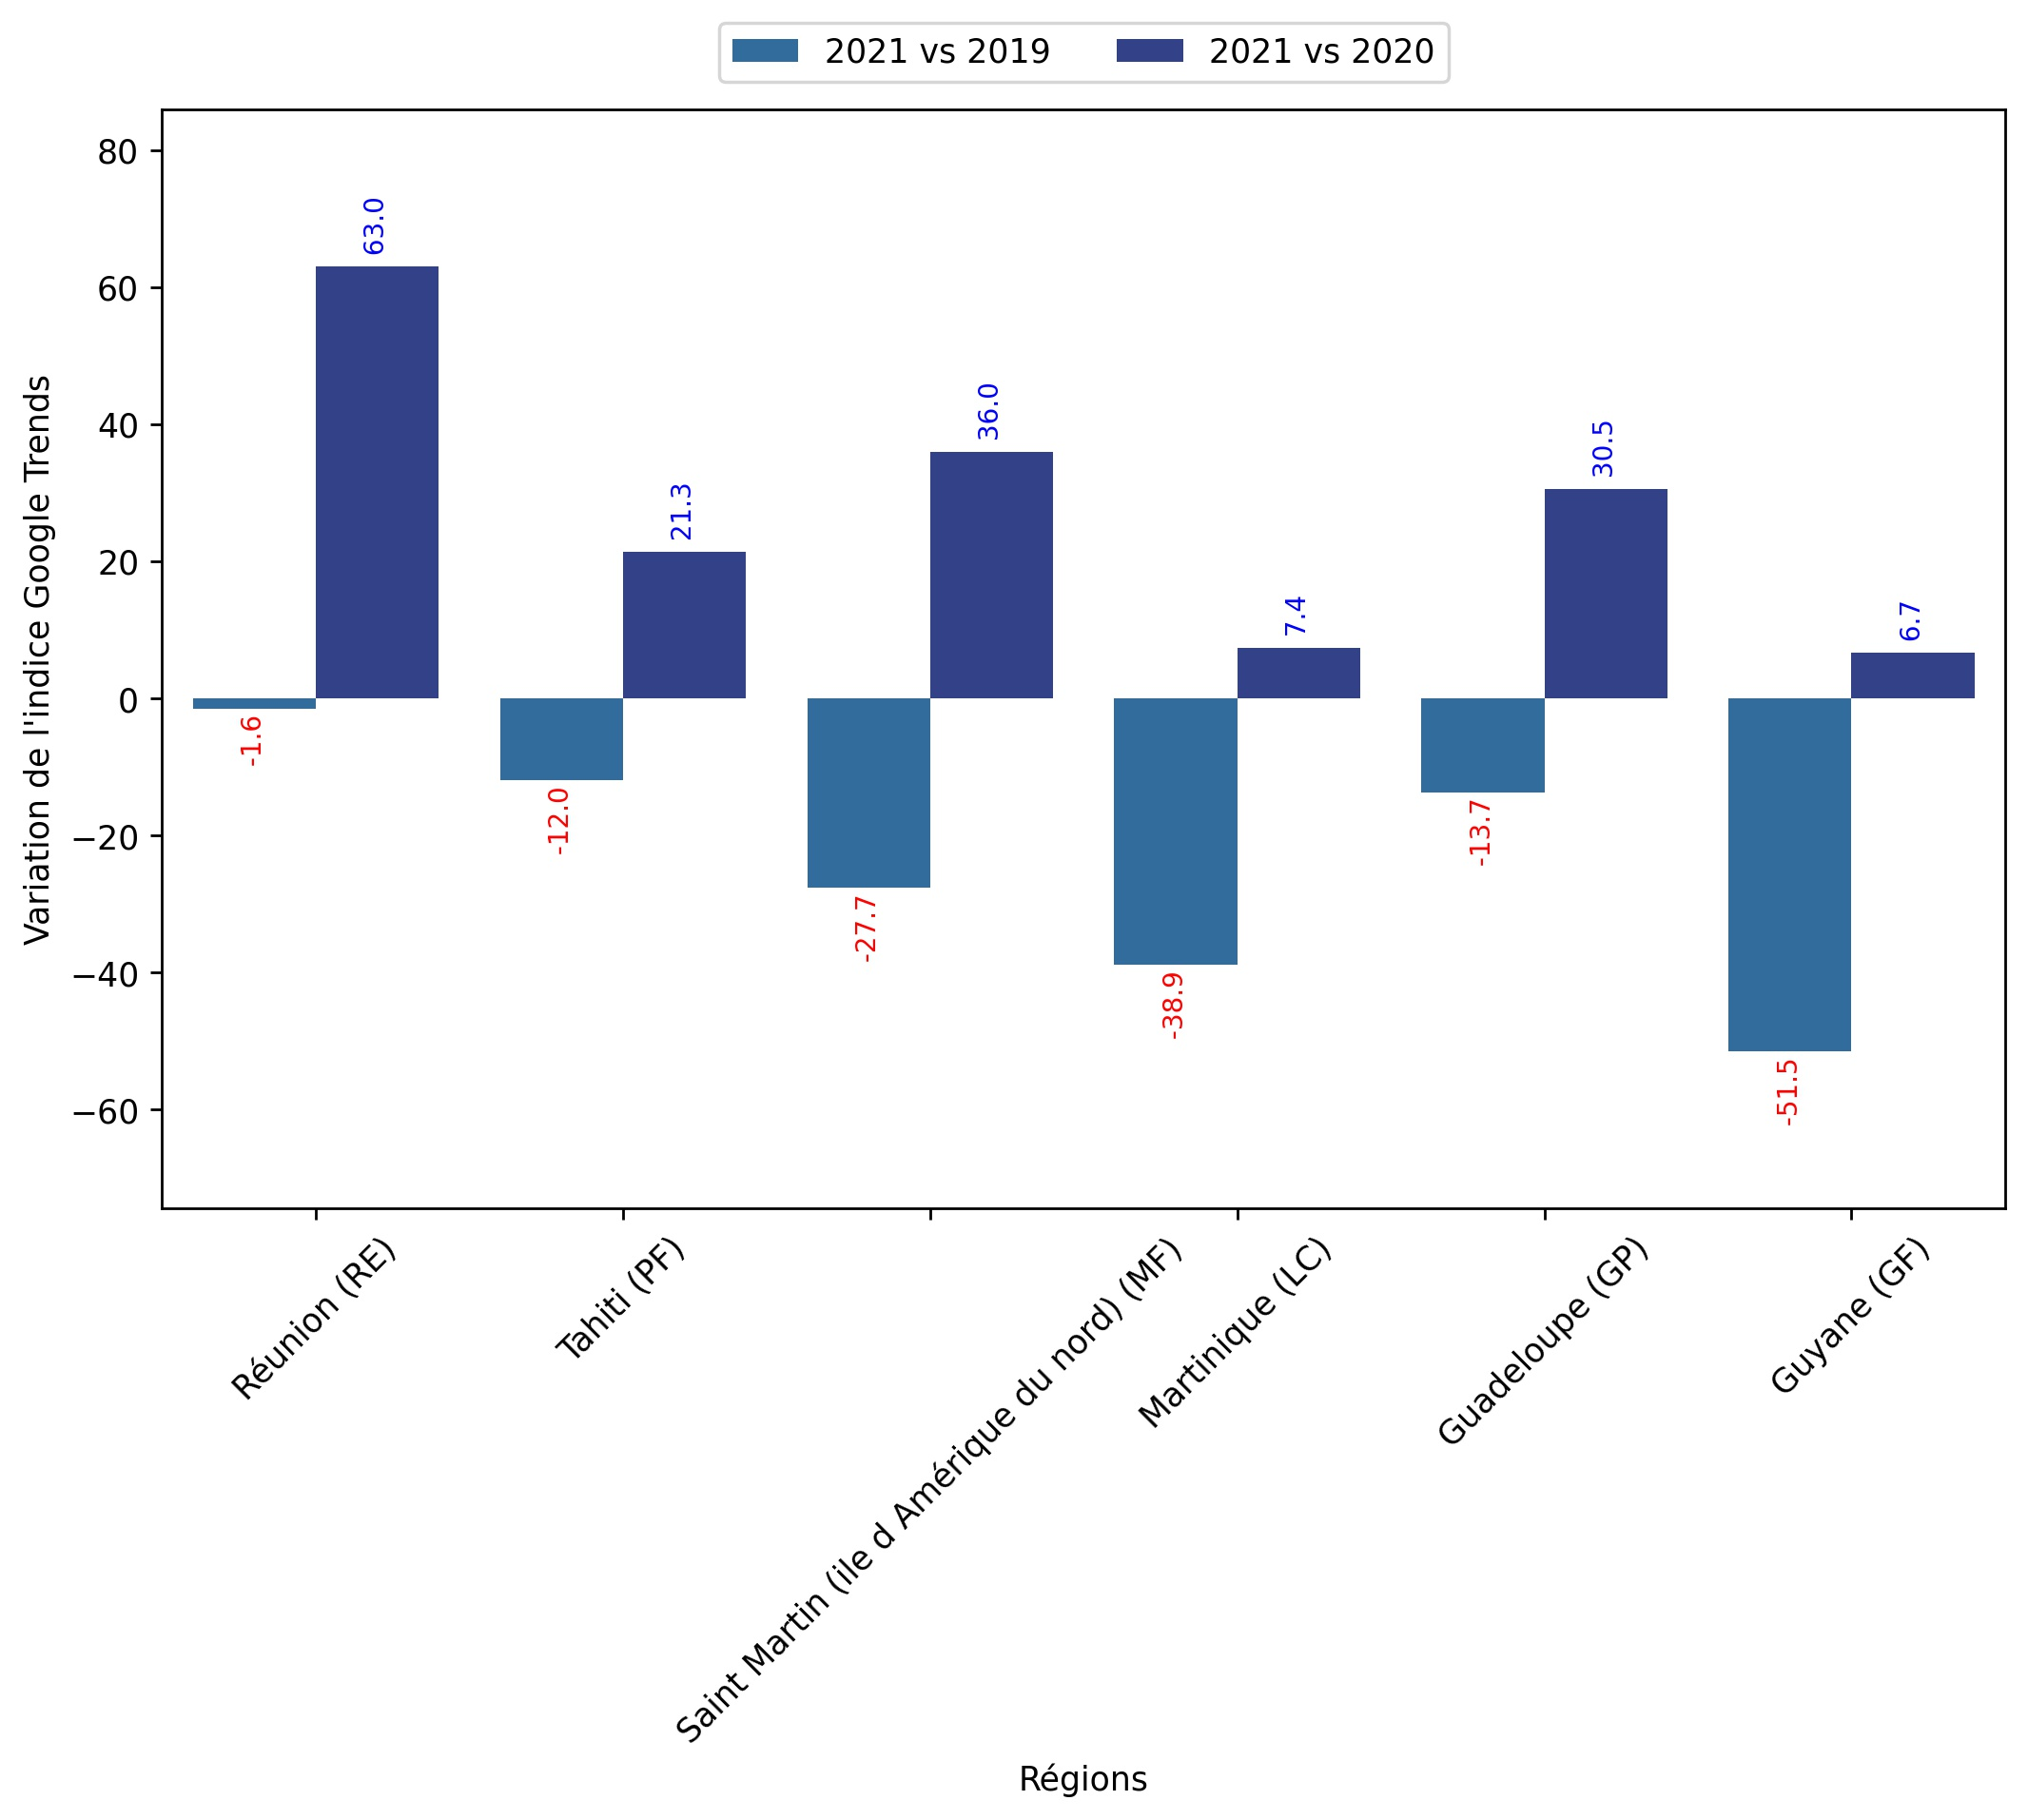 2021 vs 2019
2021 vs 2020
Variation de l'indice Google Trends
80
60
40
20
0
−20
−40
−60
-1.6
63.0
-12.0
21.3
-27.7
36.0
-38.9
7.4
-13.7
30.5
-51.5
6.7
Réunion (RE)
Tahiti (PF)
Saint Martin (ile d Amérique du nord) (MF)
Martinique (LC)
Guadeloupe (GP)
Guyane (GF)
Régions